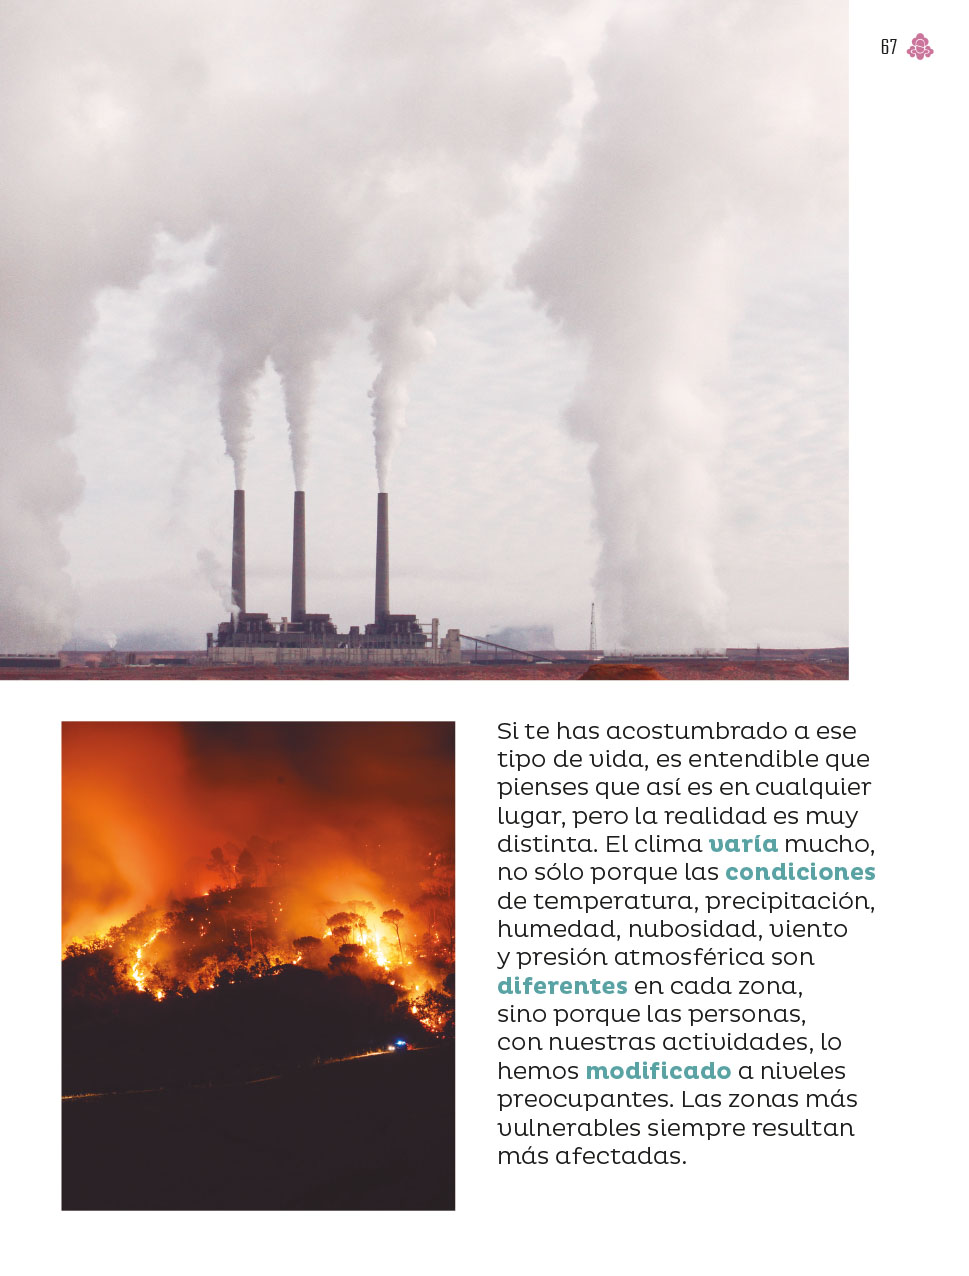 67
Si te has acostumbrado a ese
tipo de vida, es entendible que
pienses que así es en cualquier
lugar, pero la realidad es muy
distinta. El clima varía mucho,
no sólo porque las condiciones
de temperatura, precipitación,
humedad, nubosidad, viento
y presión atmosférica son
diferentes en cada zona,
sino porque las personas,
con nuestras actividades, lo
hemos modificado a niveles
preocupantes. Las zonas más
vulnerables siempre resultan
más afectadas.